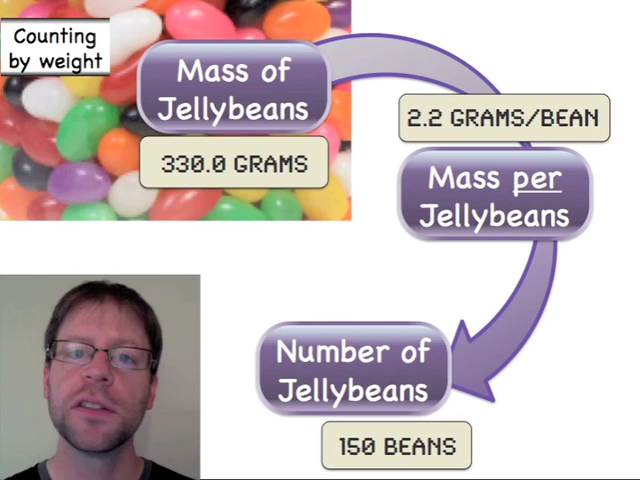 Counting
by weight
Mass of
Jellybeans
330.0 GRAMS
2.2 GRAMS/BEAN
Mass per
Jellybeans
Number of
Jellybeans
150 BEANS